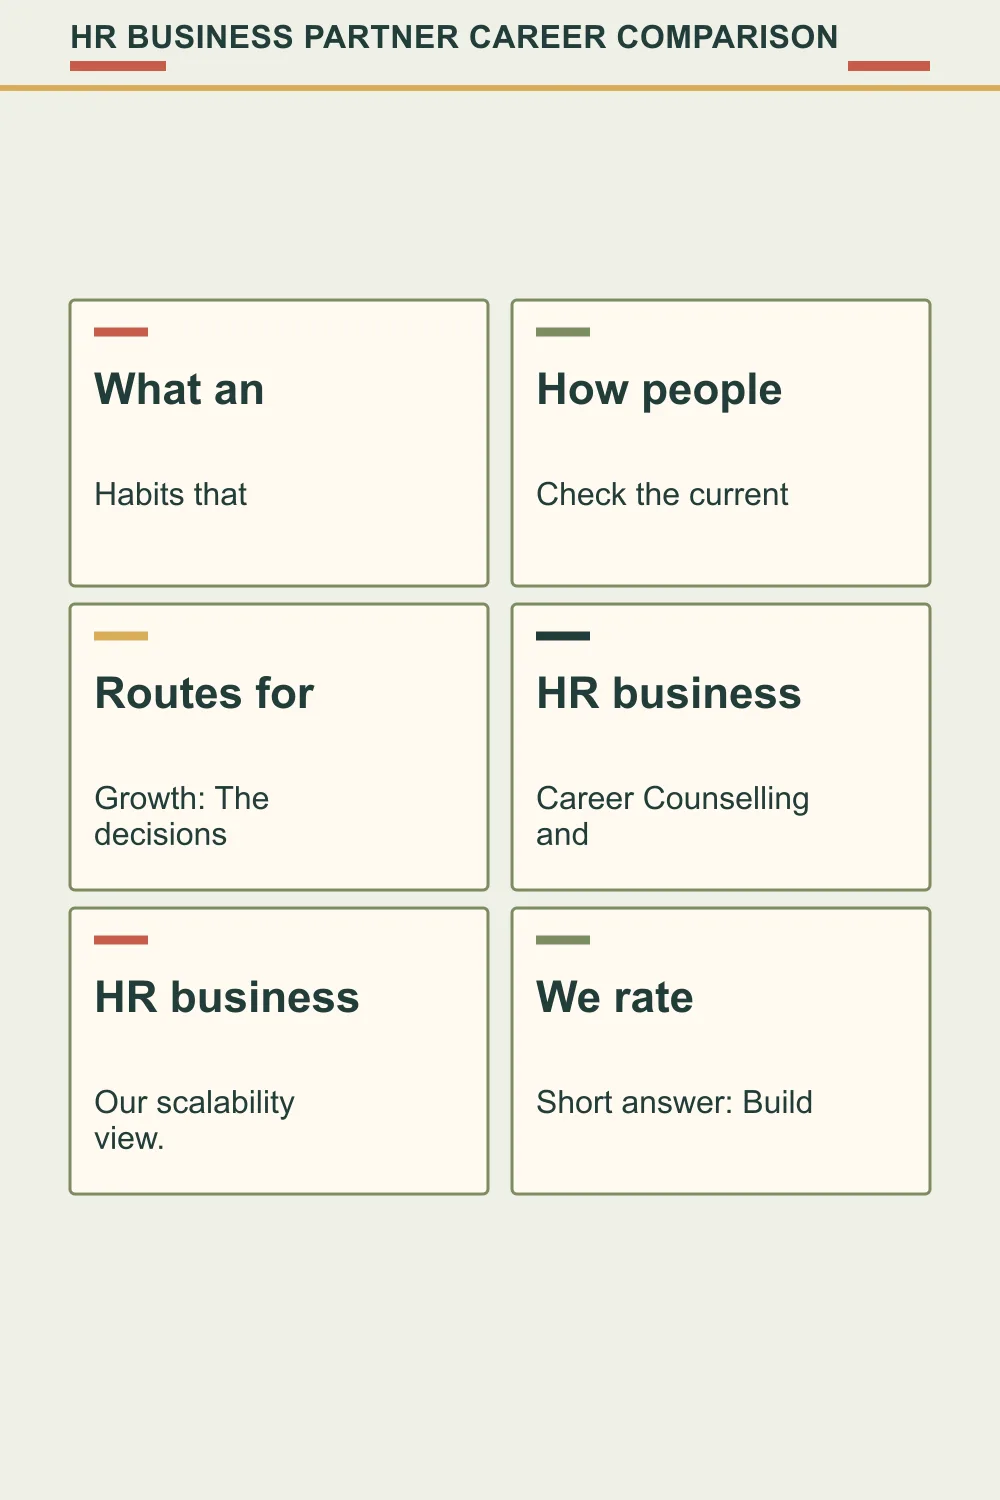 HR BUSINESS PARTNER CAREER COMPARISON
What an
Habits that
How people
Check the current
Routes for
Growth: The
decisions
HR business
Career Counselling
and
HR business
Our scalability
view.
We rate
Short answer: Build